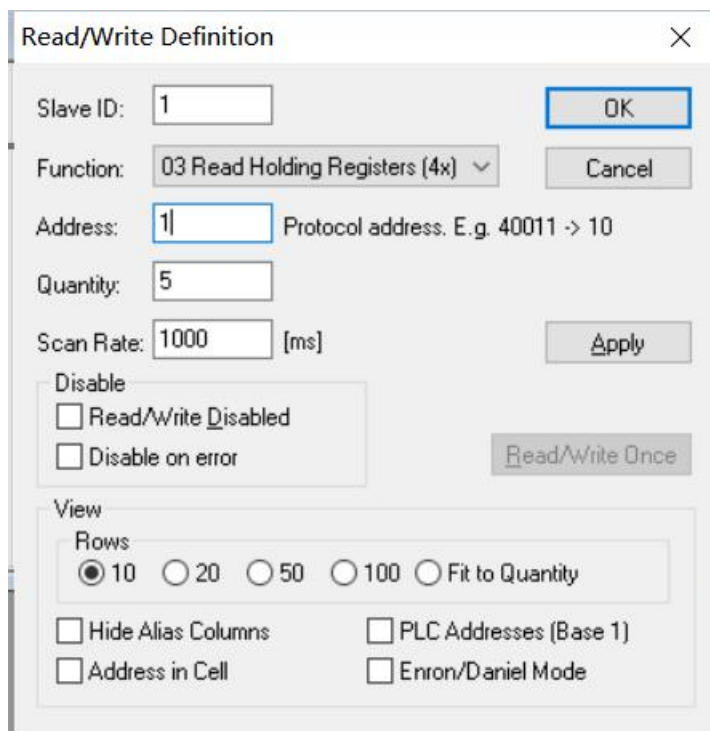 Read/Write Definition
Slave ID: 1 OK
Function: 03 Read Holding Registers (4x) Cancel
Address: 1 Protocol address. E.g. 40011 -> 10
Quantity: 5
Scan Rate: 1000 [ms] Apply
Disable
Read/Write Disabled
Disable on error
Read/Write Once
View
Rows
10 20 50 100 Fit to Quantity
Hide Alias Columns PLC Addresses (Base 1)
Address in Cell Enron/Daniel Mode